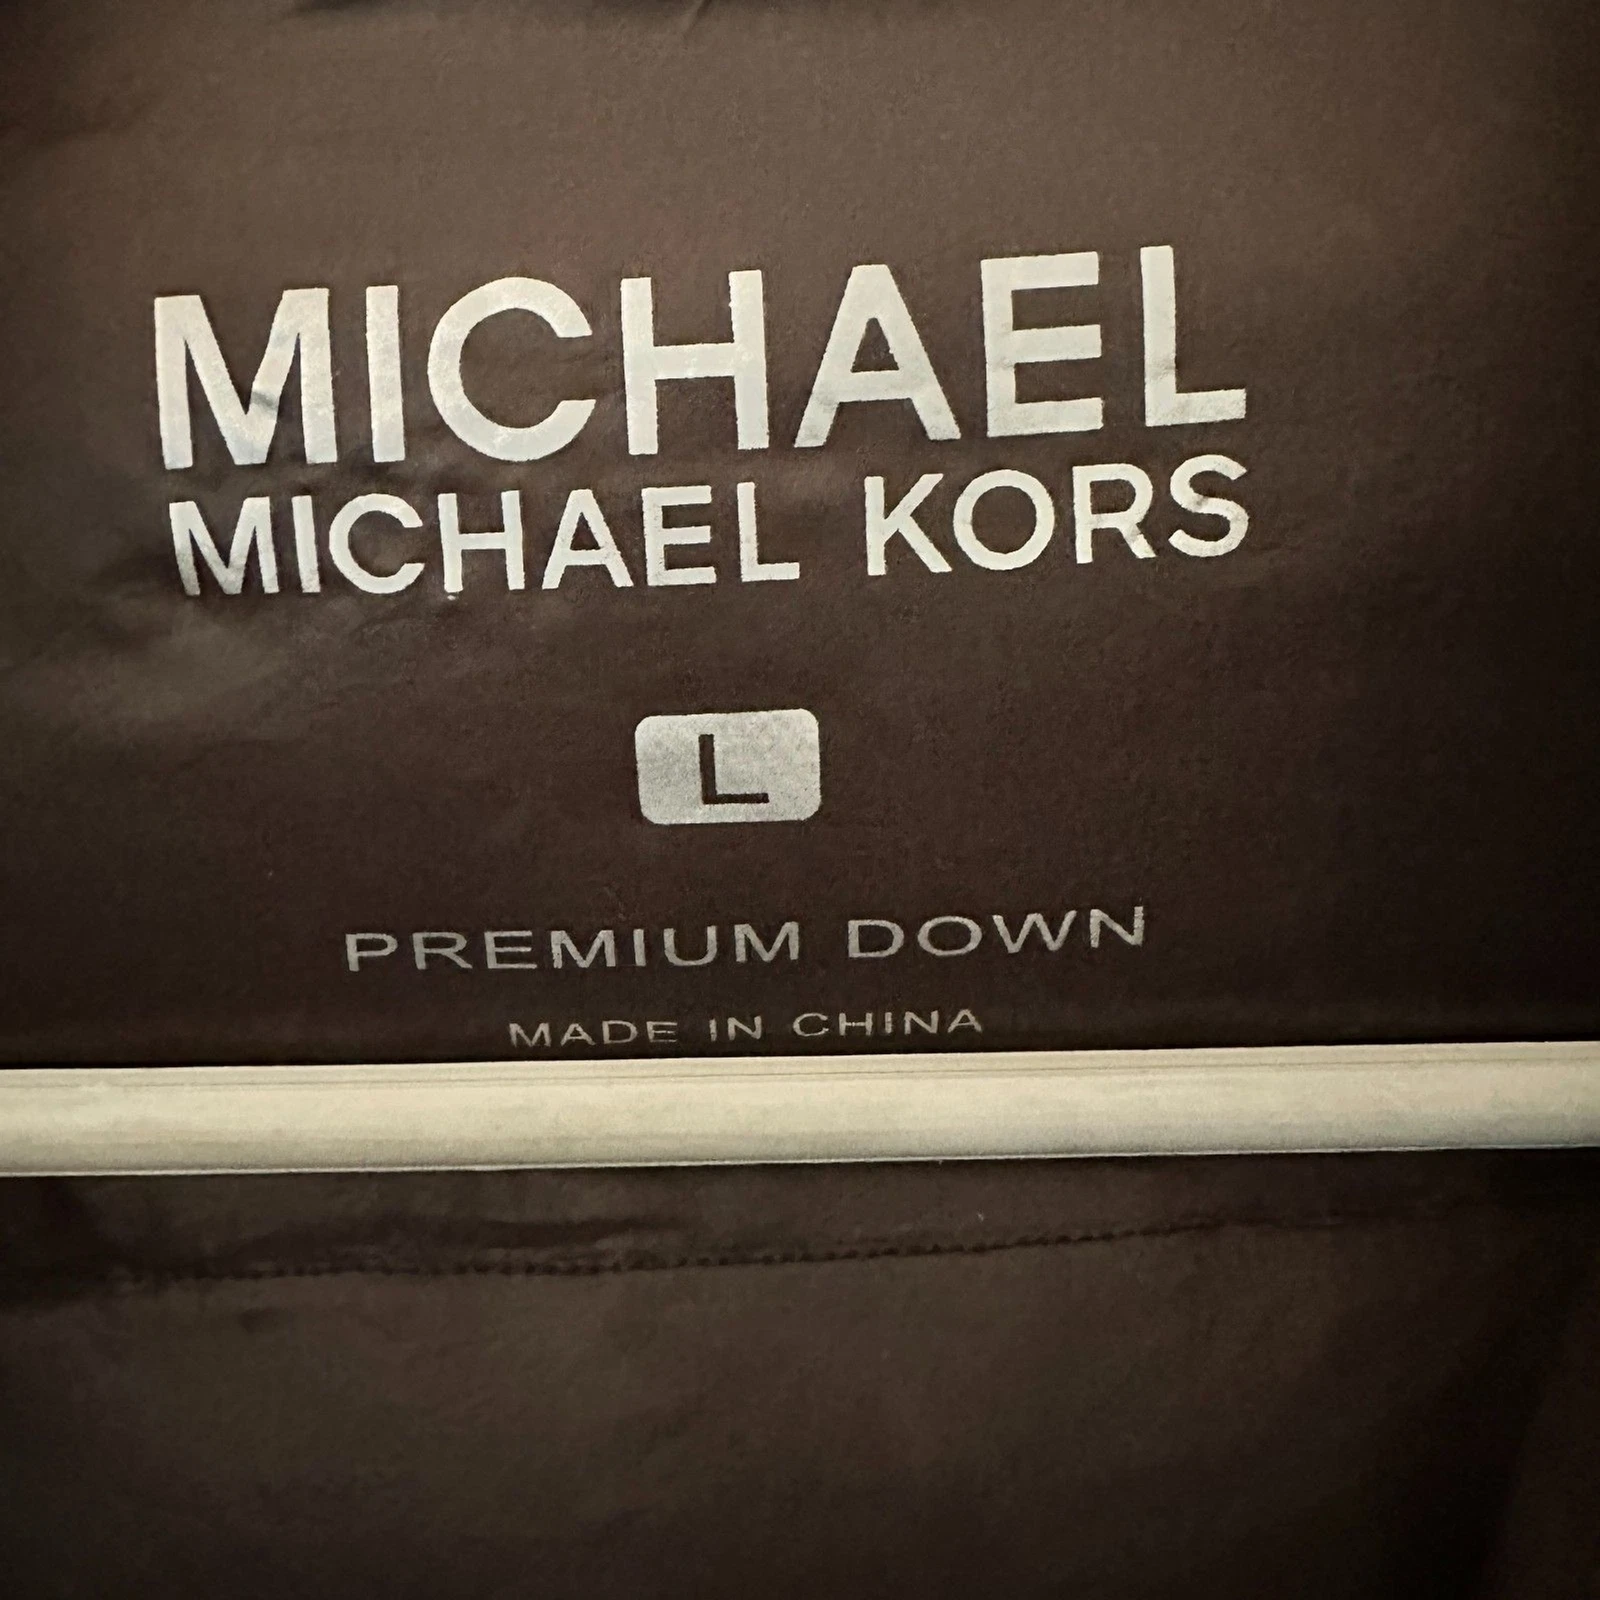 MICHAEL
MICHAEL KORS
L
PREMIUM DOWN
MADE IN CHINA